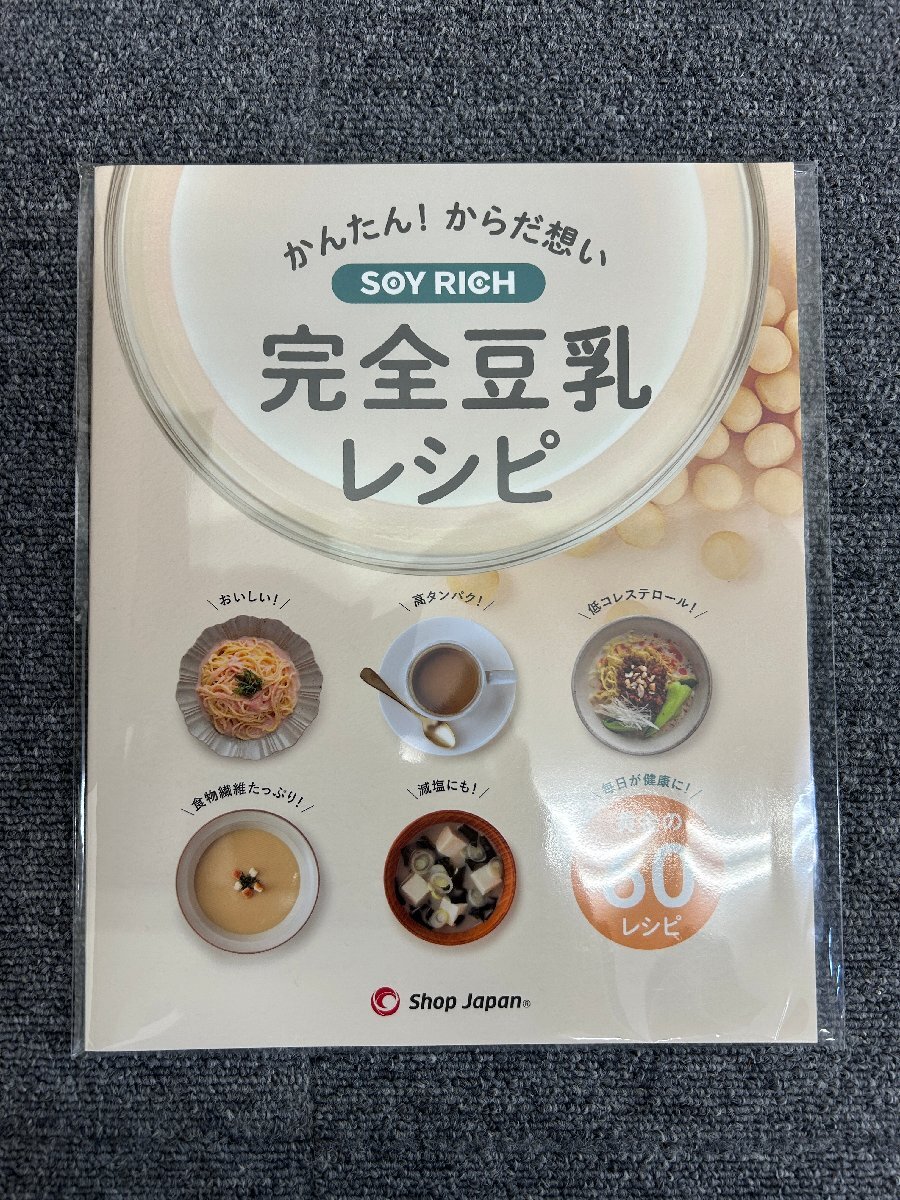 かんたん！からだ想い
SOY RICH
完全豆乳
レシピ
おいしい！
高タンパク！
低コレステロール！
食物繊維たっぷり！
減塩にも！
毎日が健康に！
の
レシピ
Shop Japan®